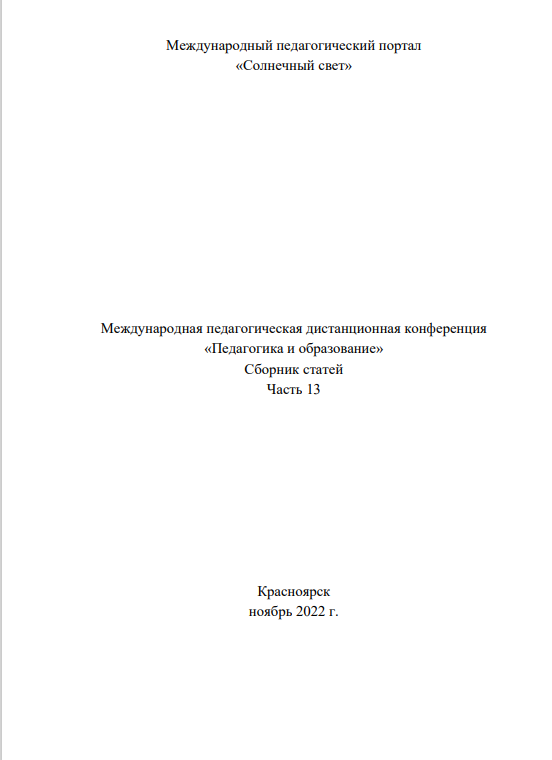 Международный педагогический портал
«Солнечный свет»
Международная педагогическая дистанционная конференция
«Педагогика и образование»
Сборник статей
Часть 13
Красноярск
ноябрь 2022 г.